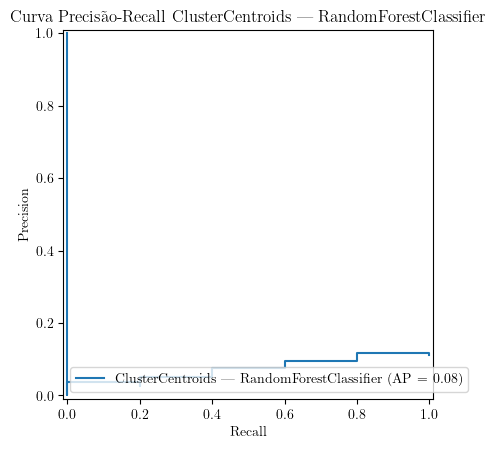 Curva Precisão-Recall ClusterCentroids — RandomForestClassifier
1.0
0.8
0.6
0.4
0.2
0.0
Precision
ClusterCentroids — RandomForestClassifier (AP = 0.08)
0.0 0.2 0.4 0.6 0.8 1.0
Recall